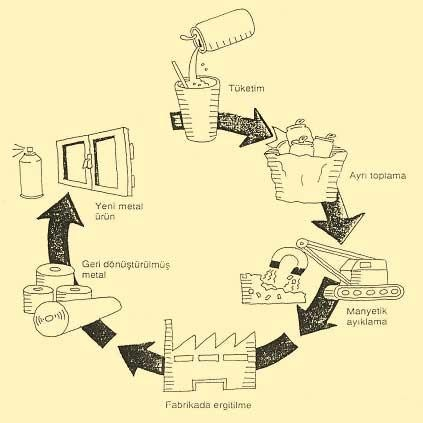 Tüketim
Ayrı toplama
Manyetik
ayıklama
Fabrikada ergitilme
Geri dönüştürülmüş
metal
Yeni metal
ürün